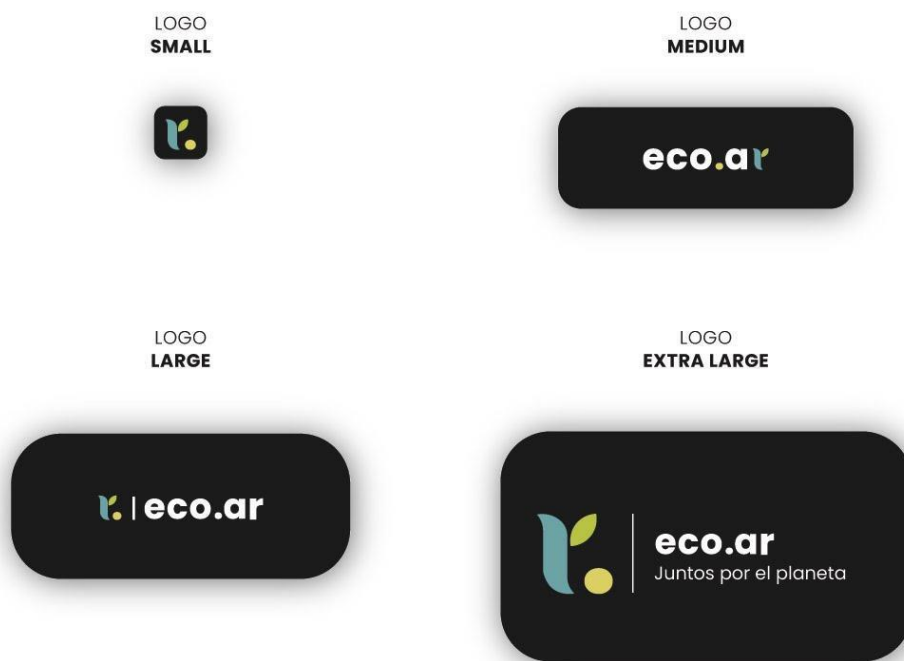 LOGO
SMALL
LOGO
MEDIUM
r.
eco.ar
LOGO
LARGE
LOGO
EXTRA LARGE
r. | eco.ar
r.
eco.ar
Juntos por el planeta